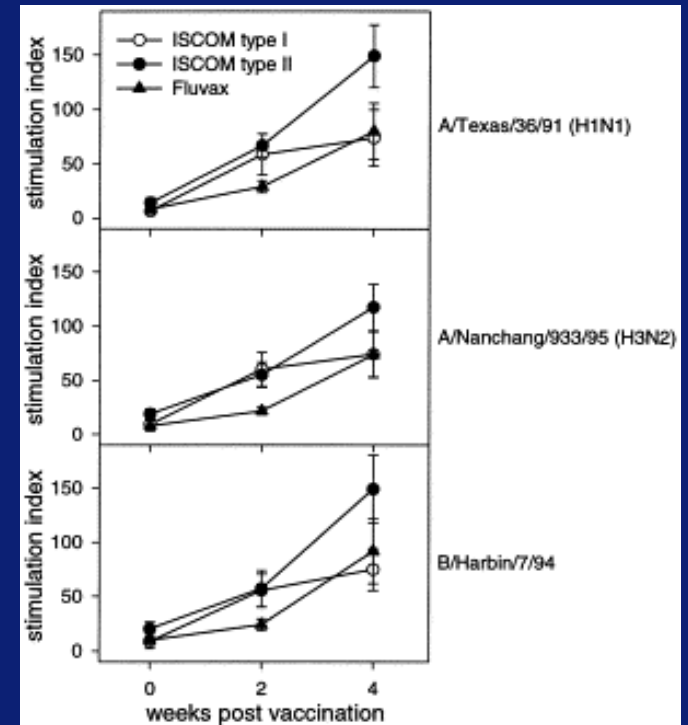 ISCOM type I
ISCOM type II
Fluvax
150
100
50
0
stimulation index
A/Texas/36/91 (H1N1)
150
100
50
0
stimulation index
A/Nanchang/933/95 (H3N2)
150
100
50
0
stimulation index
B/Harbin/7/94
0 2 4
weeks post vaccination